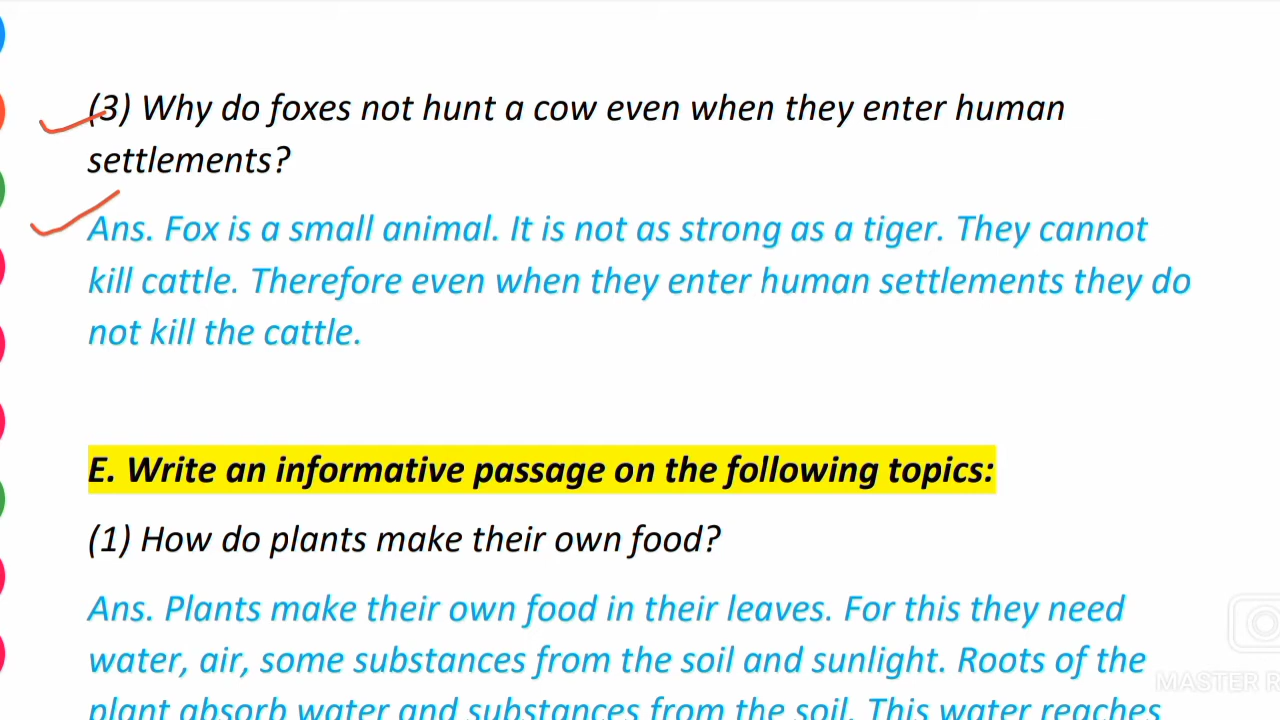 (3) Why do foxes not hunt a cow even when they enter human
settlements?
Ans. Fox is a small animal. It is not as strong as a tiger. They cannot
kill cattle. Therefore even when they enter human settlements they do
not kill the cattle.
E. Write an informative passage on the following topics:
(1) How do plants make their own food?
Ans. Plants make their own food in their leaves. For this they need
water, air, some substances from the soil and sunlight. Roots of the
plant absorb water and substances from the soil. This water reaches
MASTER R